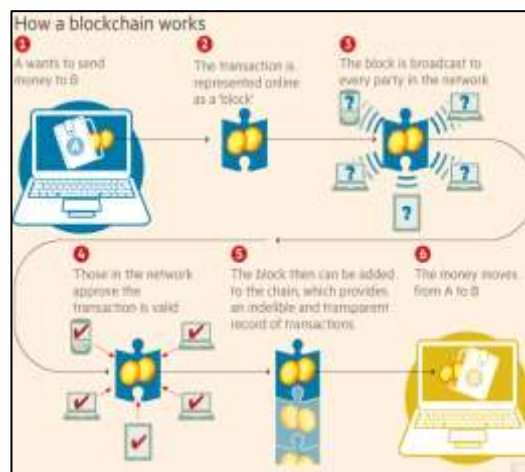 How a blockchain works
1
A wants to send
money to B
2
The transaction is
represented online
as a 'block'
3
The block is broadcast to
every party in the network
?
?
?
?
?
A
4
Those in the network
approve the
transaction is valid
5
The block then can be added
to the chain, which provides
an indelible and transparent
record of transactions
6
The money moves
from A to B